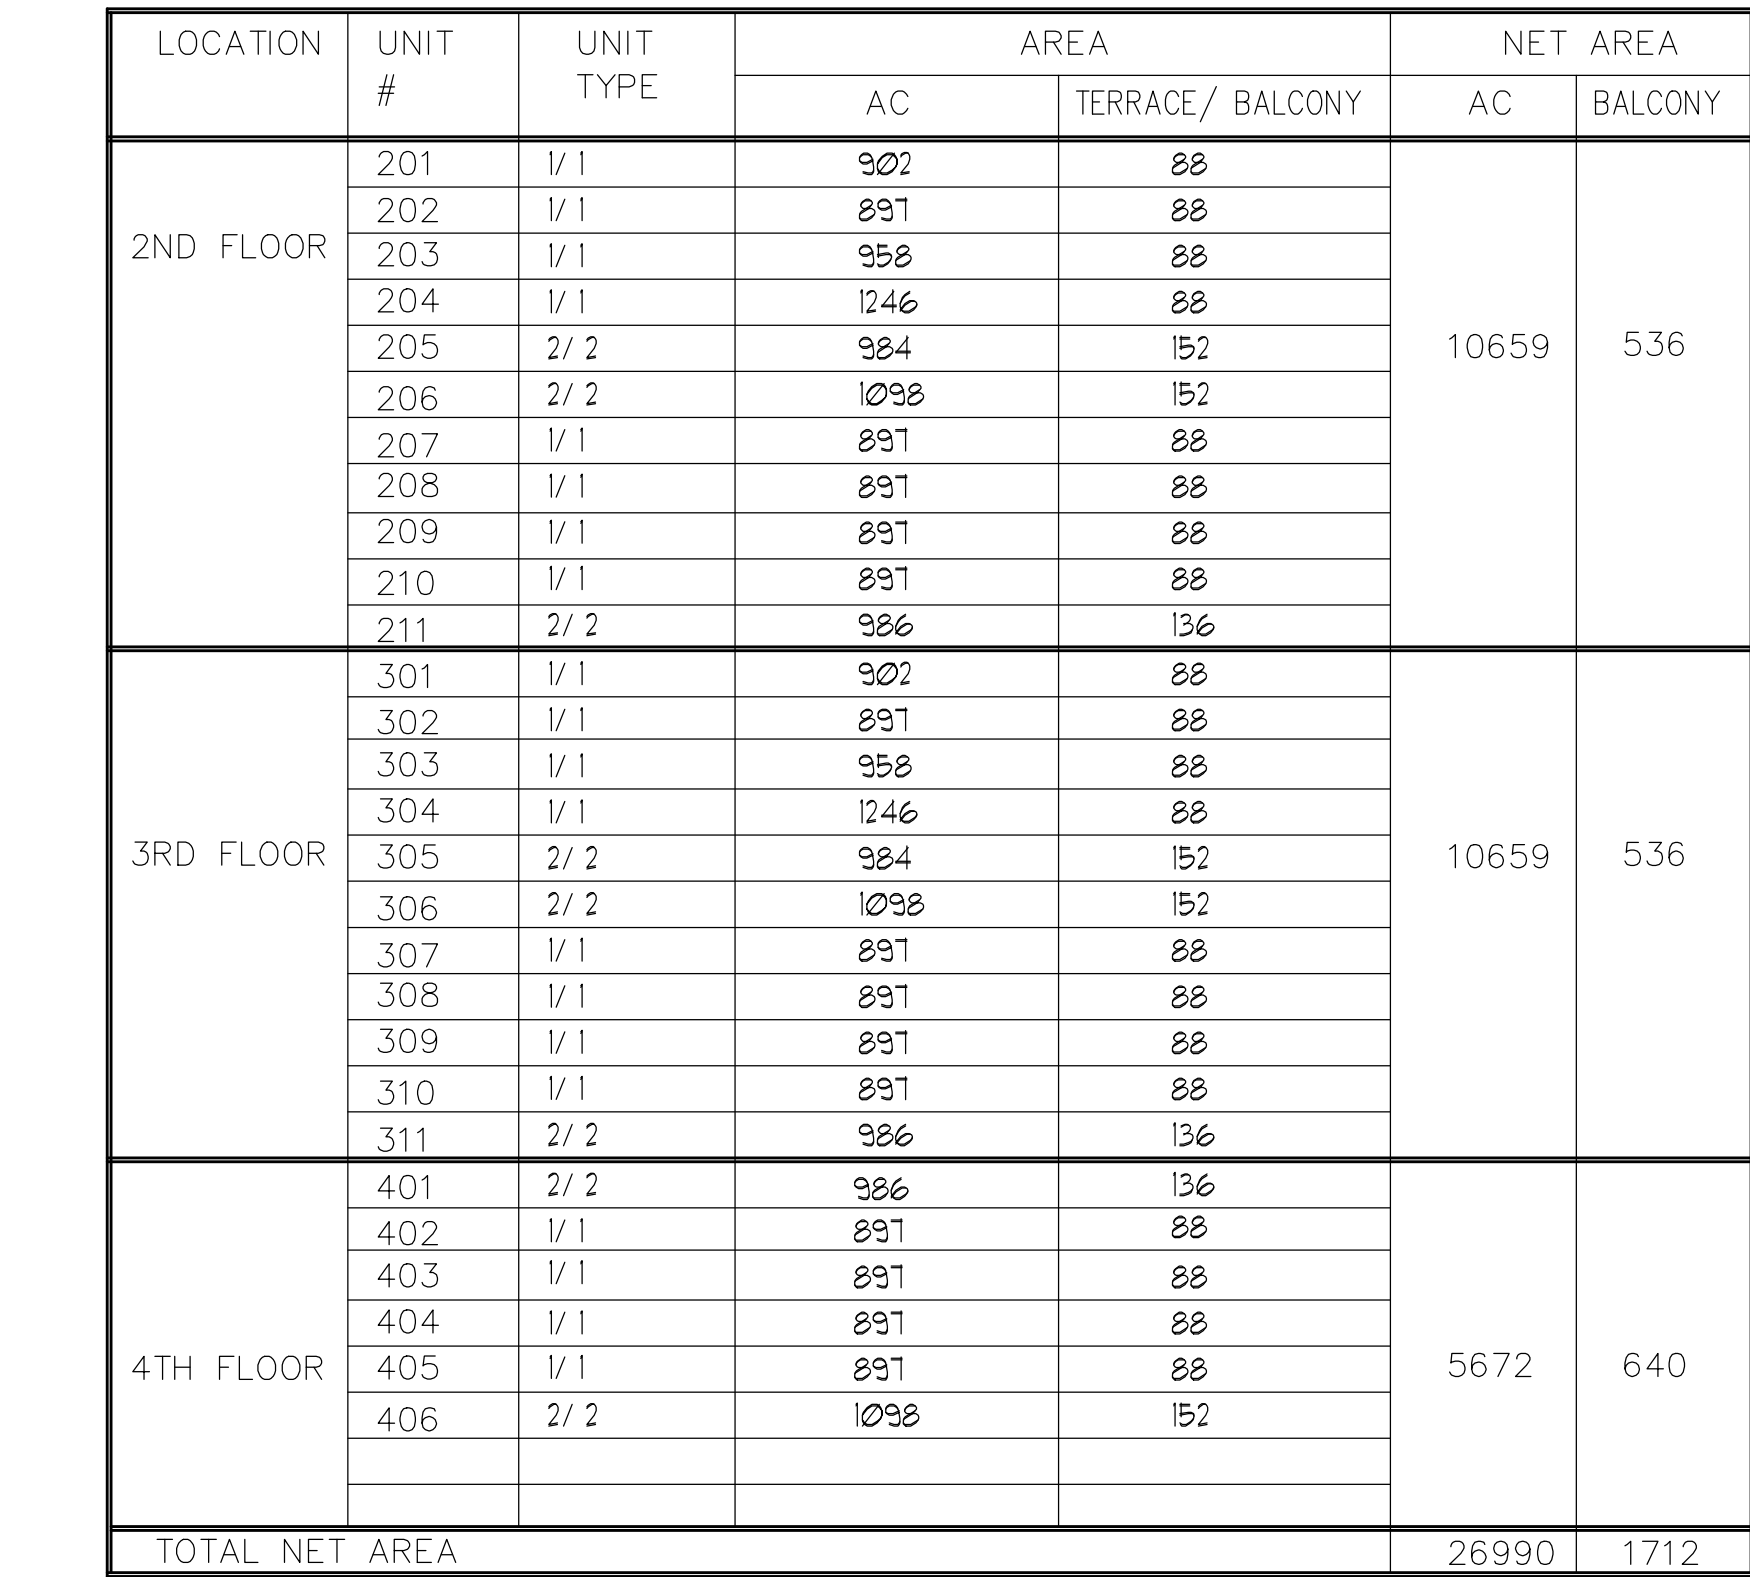 LOCATION UNIT # UNIT TYPE AREA NET AREA
AC TERRACE/ BALCONY AC BALCONY
2ND FLOOR
201 1/1 902 88
202 1/1 897 88
203 1/1 958 88
204 1/1 1246 88
205 2/2 984 152 10659 536
206 2/2 1098 152
207 1/1 897 88
208 1/1 897 88
209 1/1 897 88
210 1/1 897 88
211 2/2 986 136
301 1/1 902 88
302 1/1 897 88
303 1/1 958 88
304 1/1 1246 88
3RD FLOOR 305 2/2 984 152 10659 536
306 2/2 1098 152
307 1/1 897 88
308 1/1 897 88
309 1/1 897 88
310 1/1 897 88
311 2/2 986 136
401 2/2 986 136
402 1/1 897 88
403 1/1 897 88
404 1/1 897 88
4TH FLOOR 405 1/1 897 88 5672 640
406 2/2 1098 152
TOTAL NET AREA 26990 1712